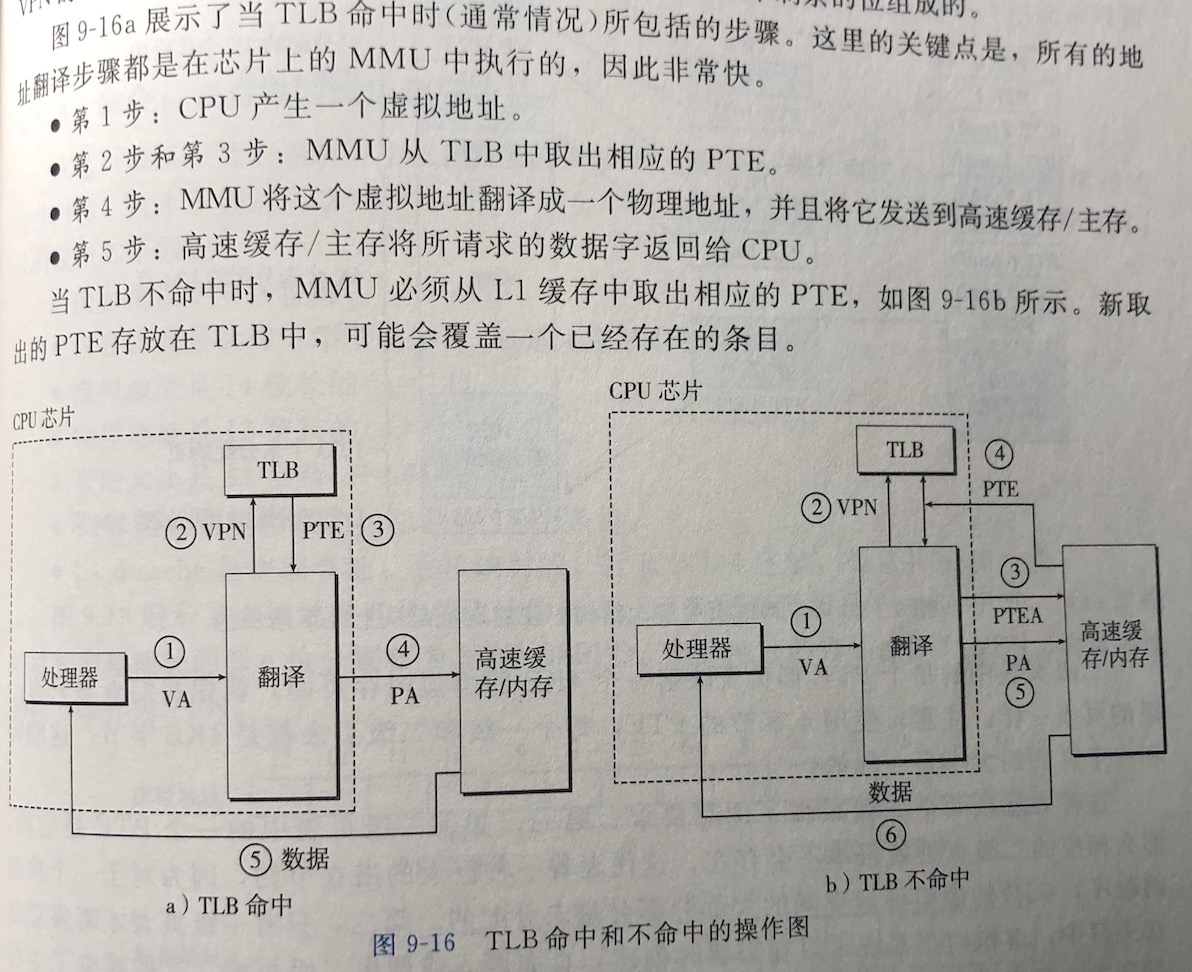 VPN
剩余的位组成的。
图 9-16a 展示了当 TLB 命中时(通常情况)所包括的步骤。这里的关键点是，所有的地
址翻译步骤都是在芯片上的 MMU 中执行的，因此非常快。
● 第 1 步：CPU 产生一个虚拟地址。
● 第 2 步和第 3 步：MMU 从 TLB 中取出相应的 PTE。
● 第 4 步：MMU 将这个虚拟地址翻译成一个物理地址，并且将它发送到高速缓存/主存。
● 第 5 步：高速缓存/主存将所请求的数据字返回给 CPU。
当 TLB 不命中时，MMU 必须从 L1 缓存中取出相应的 PTE，如图 9-16b 所示。新取
出的 PTE 存放在 TLB 中，可能会覆盖一个已经存在的条目。
CPU 芯片
TLB
② VPN
PTE ③
处理器
①
VA
翻译
④
PA
高速缓
存/内存
⑤ 数据
a）TLB 命中
CPU 芯片
TLB
② VPN
④
PTE
处理器
①
VA
翻译
③
PTEA
PA
⑤
高速缓
存/内存
数据
⑥
b）TLB 不命中
图 9-16 TLB 命中和不命中的操作图